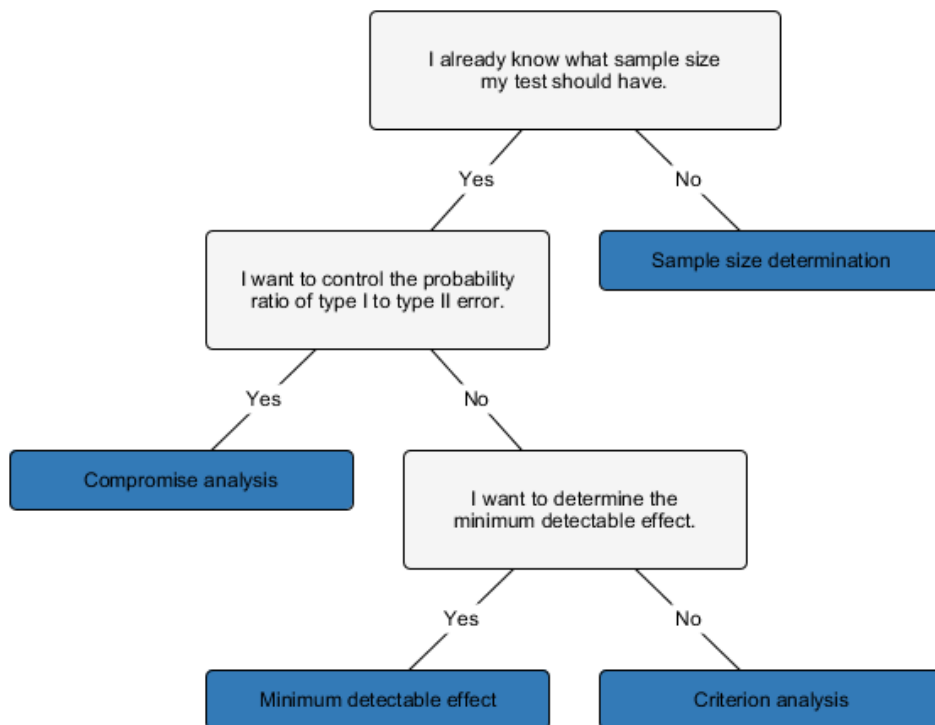 I already know what sample size
my test should have.
Yes
No
I want to control the probability
ratio of type I to type II error.
Sample size determination
Yes
No
Compromise analysis
I want to determine the
minimum detectable effect.
Yes
No
Minimum detectable effect
Criterion analysis